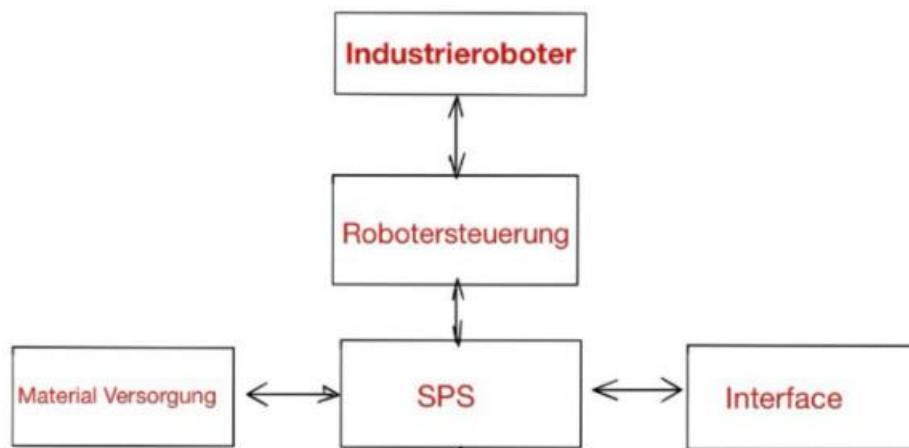 Industrieroboter
Robotersteuerung
Material Versorgung
SPS
Interface